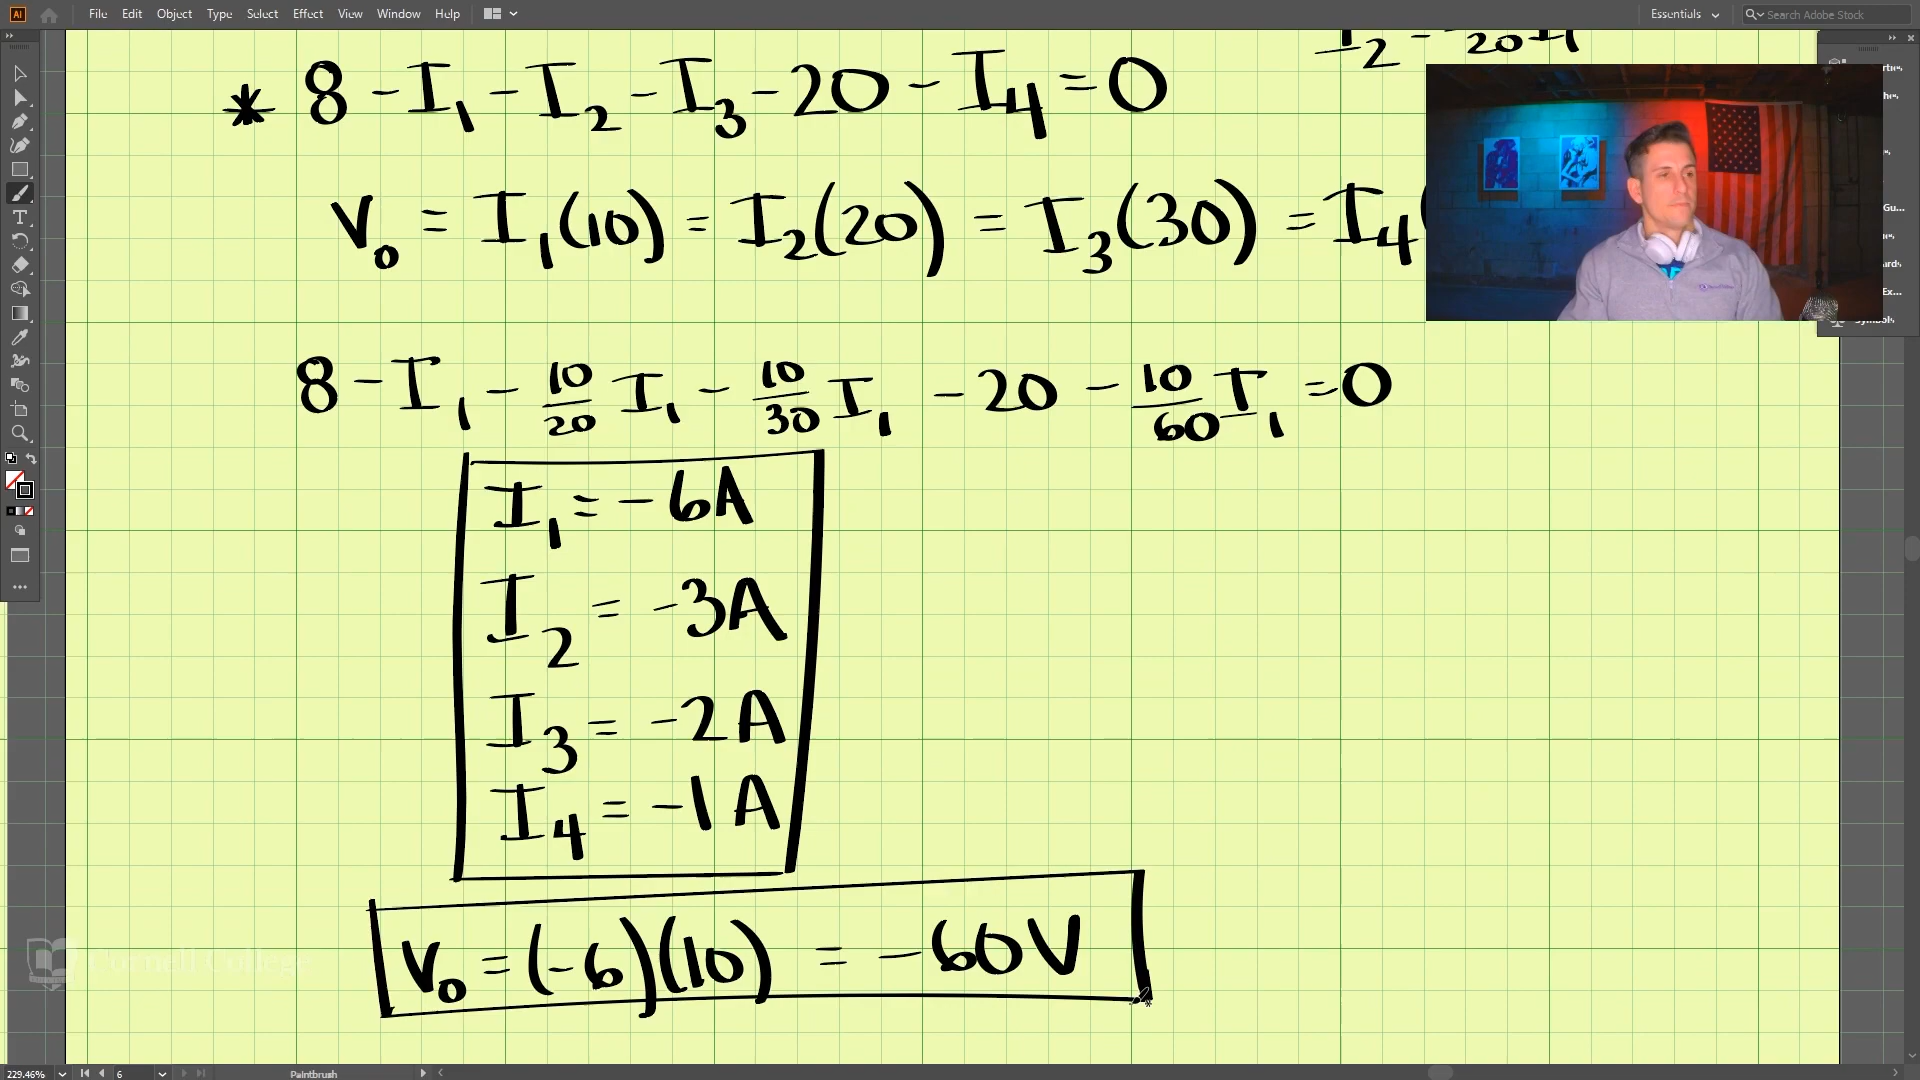 Ai File Edit Object Type Select Effect View Window Help Essentials Search Adobe Stock
* 8 - I₁ - I₂ - I₃ - 20 - I₄ = 0
V₀ = I₁(10) = I₂(20) = I₃(30) = I₄(
8 - I₁ - 10/20 I₁ - 10/30 I₁ - 20 - 10/60 I₁ = 0
I₁ = -6A
I₂ = -3A
I₃ = -2A
I₄ = -1A
V₀ = (-6)(10) = -60V
Cornell College
229.46% 6 Paintbrush